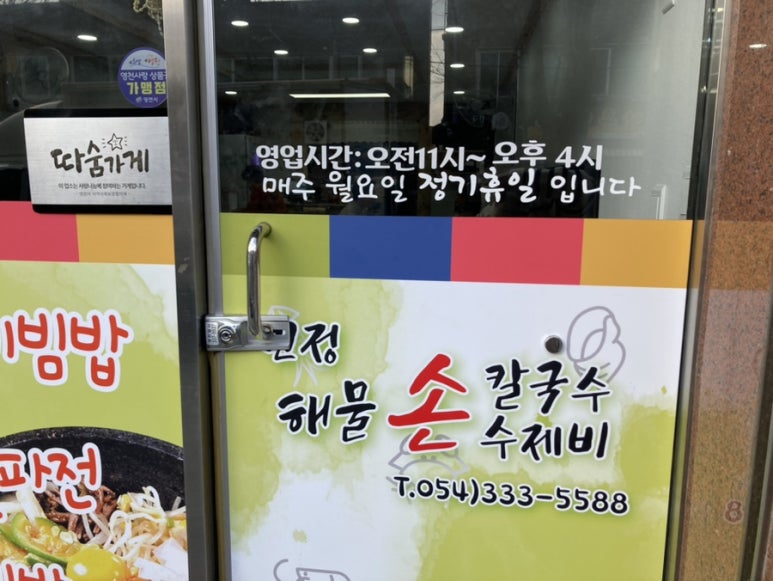 가맹점
따숨가게
영업시간:오전11시~ 오후 4시
매주 월요일 정기휴일 입니다
비빔밥
파전
정
해물 손 칼국수
수제비
T.054)333-5588
8